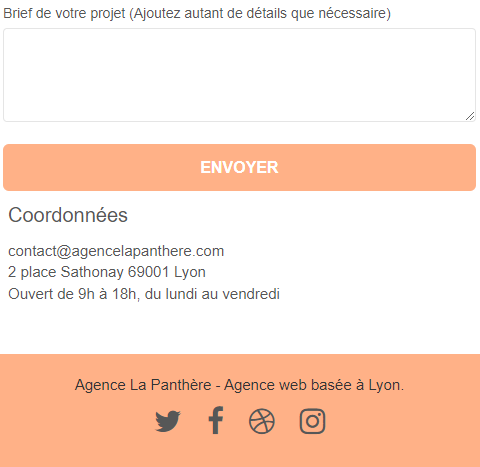 Brief de votre projet (Ajoutez autant de détails que nécessaire)
ENVOYER
Coordonnées
contact@agencelapanthere.com
2 place Sathonay 69001 Lyon
Ouvert de 9h à 18h, du lundi au vendredi
Agence La Panthère - Agence web basée à Lyon.